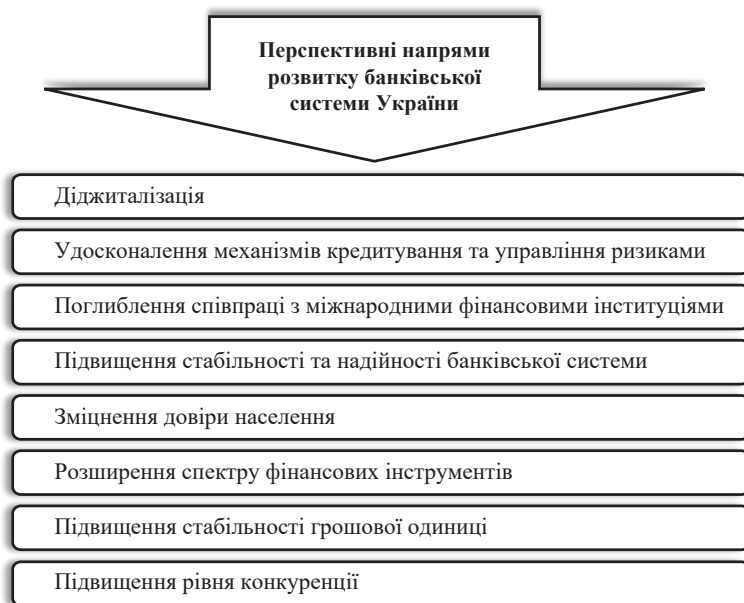 Перспективні напрями
розвитку банківської
системи України
Діджиталізація
Удосконалення механізмів кредитування та управління ризиками
Поглиблення співпраці з міжнародними фінансовими інституціями
Підвищення стабільності та надійності банківської системи
Зміцнення довіри населення
Розширення спектру фінансових інструментів
Підвищення стабільності грошової одиниці
Підвищення рівня конкуренції